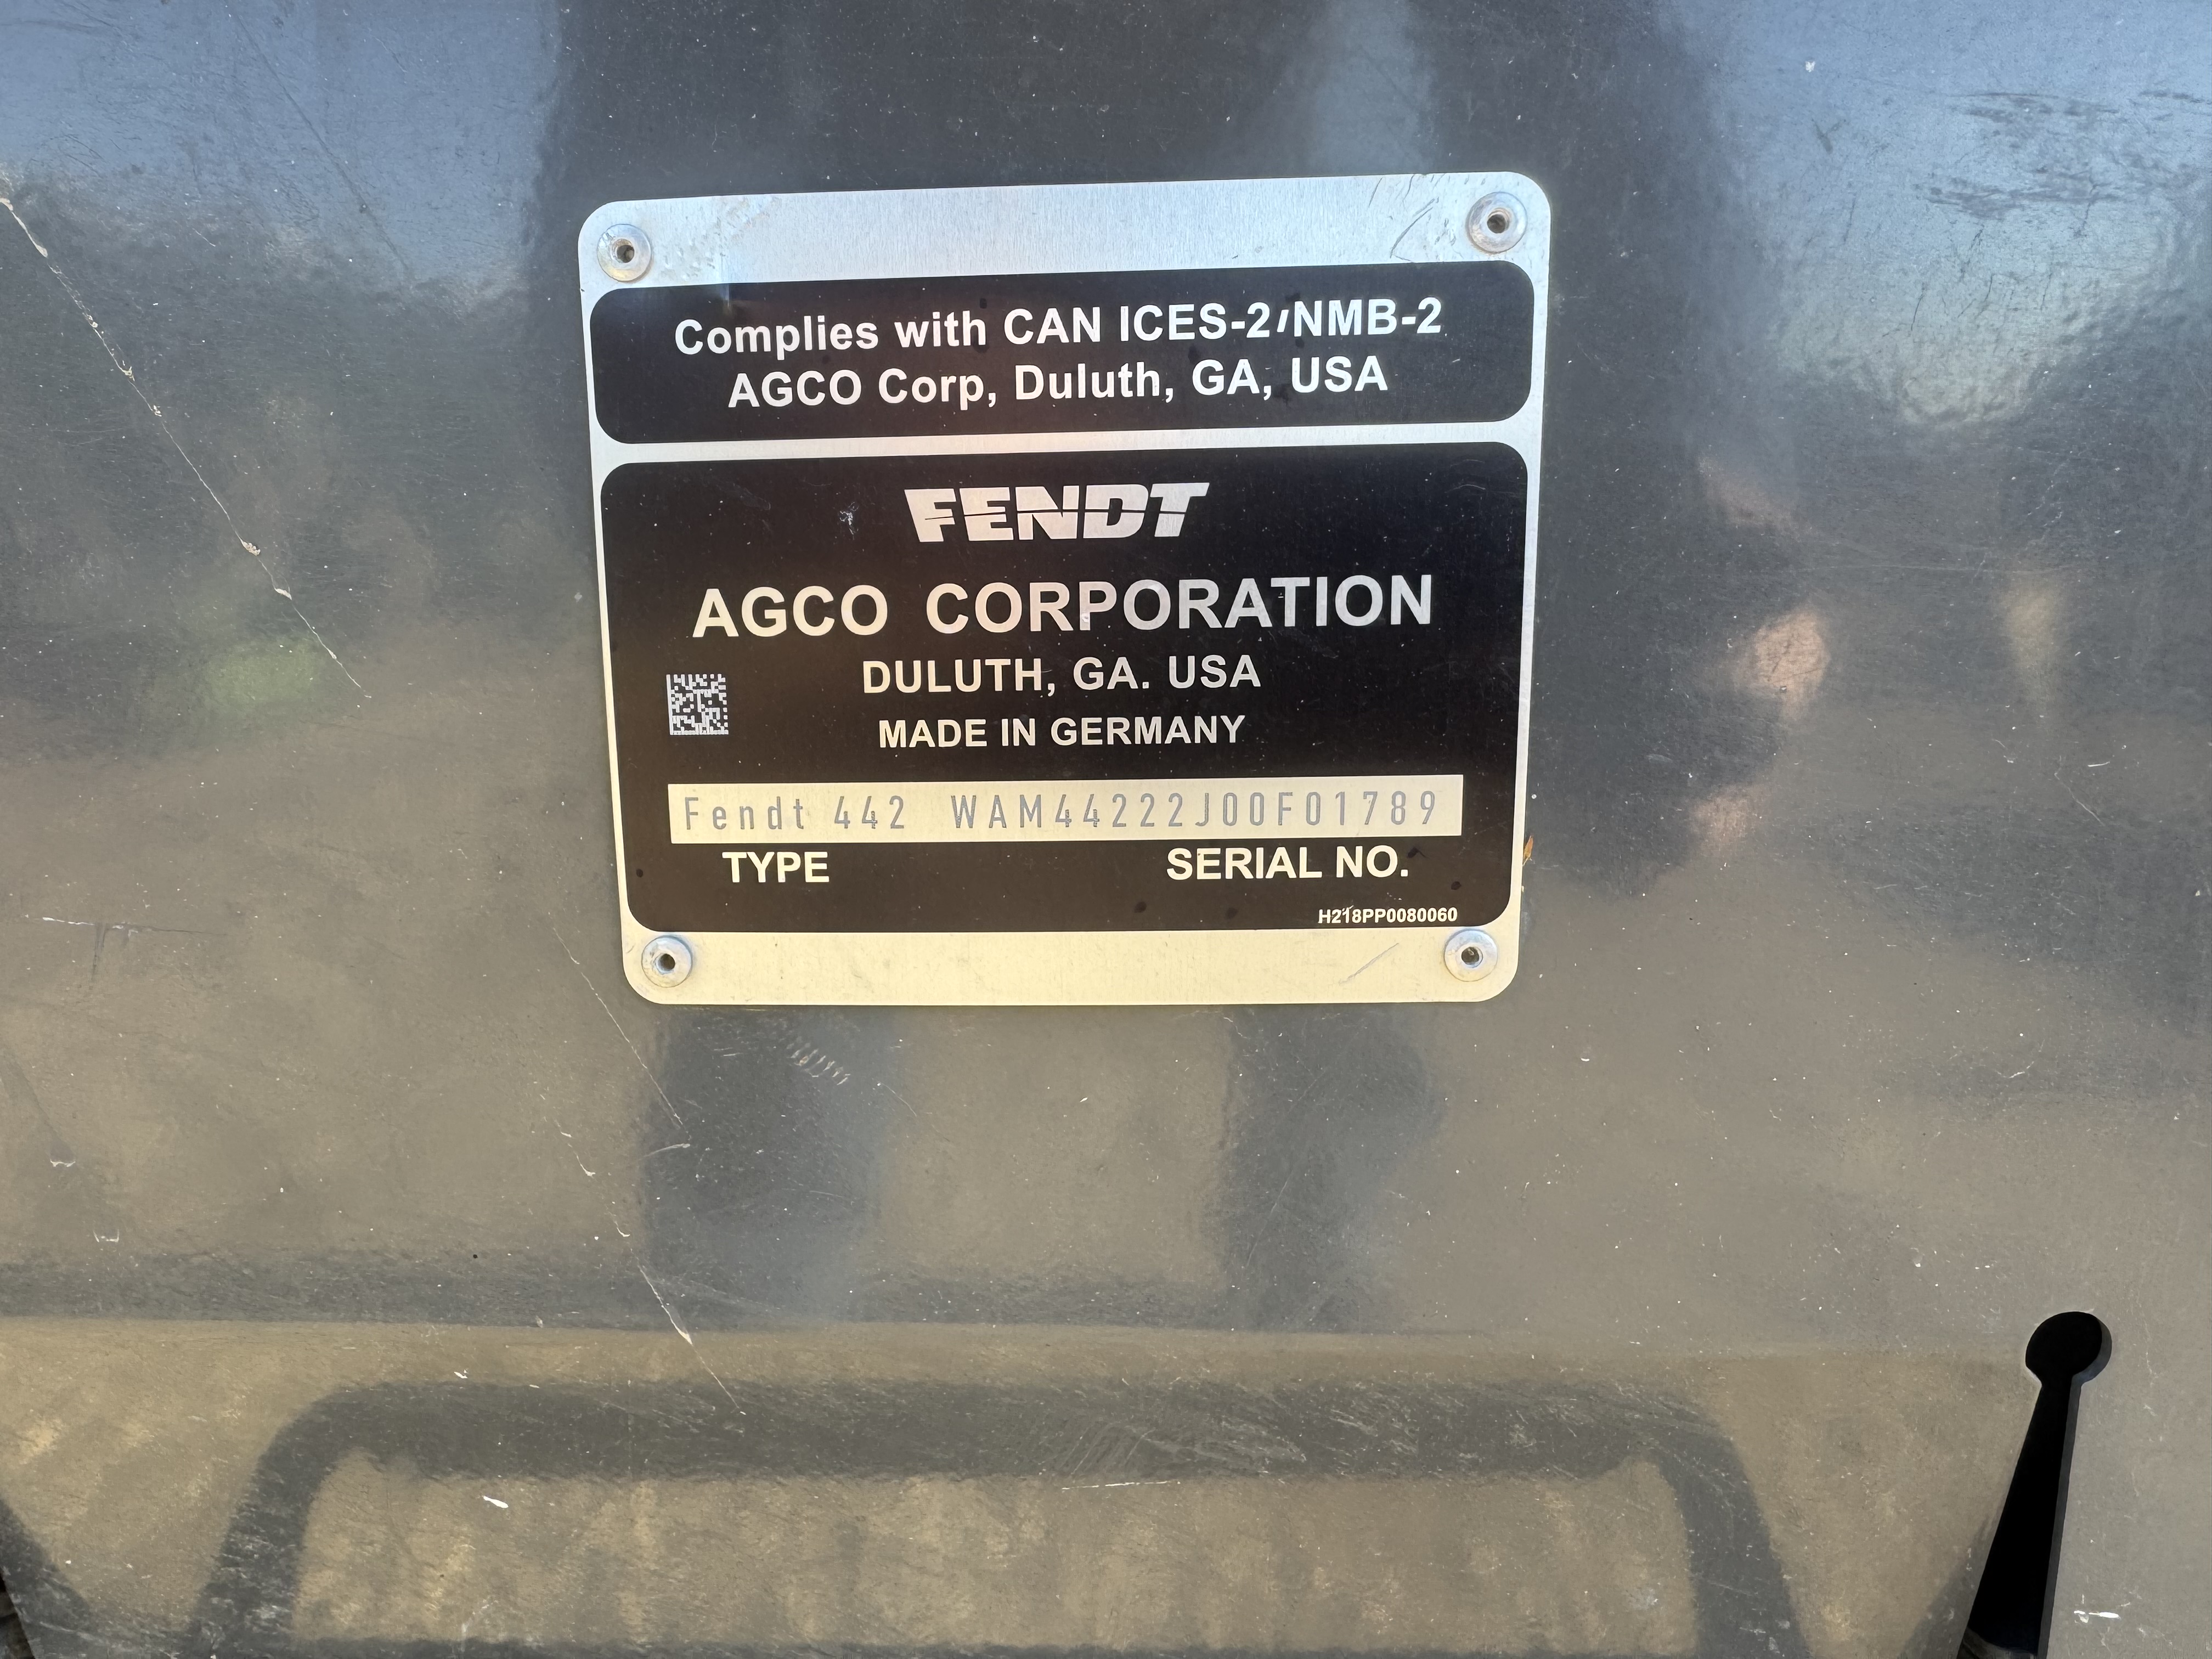 Complies with CAN ICES-2/NMB-2
AGCO Corp, Duluth, GA, USA
FENDT
AGCO CORPORATION
DULUTH, GA. USA
MADE IN GERMANY
Fendt 442 WAM44222J00F01789
TYPE SERIAL NO.
H218PP0080060